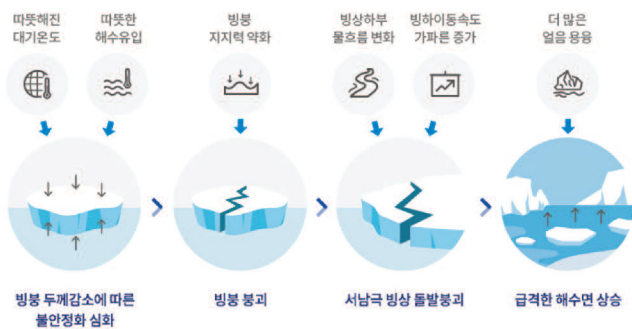 따뜻해진
대기온도
따뜻한
해수유입
빙붕
지지력 약화
빙상하부
물흐름 변화
빙하이동속도
가파른 증가
더 많은
얼음 용융
빙붕 두께감소에 따른
불안정화 심화
빙붕 붕괴
서남극 빙상 돌발붕괴
급격한 해수면 상승